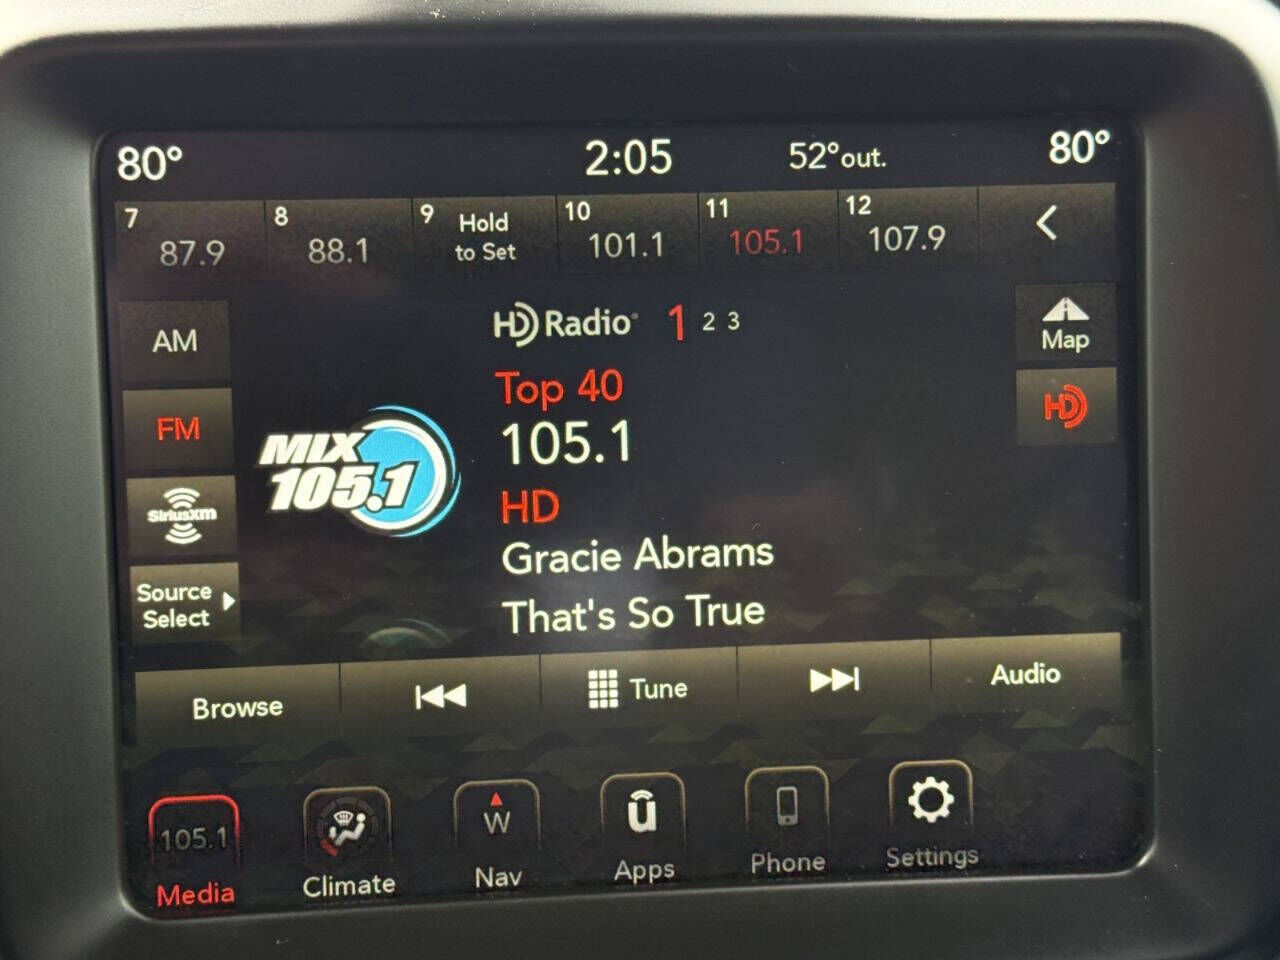 80° 2:05 52°out. 80°
7 8 9 Hold 10 11 12
87.9 88.1 to Set 101.1 105.1 107.9
HD Radio 1 2 3
Map
AM
Top 40
FM
MIX
105.1
105.1
HD
HD
SiriusXM
Gracie Abrams
Source
Select
That's So True
Browse Tune Audio
105.1 W u
Media Climate Nav Apps Phone Settings